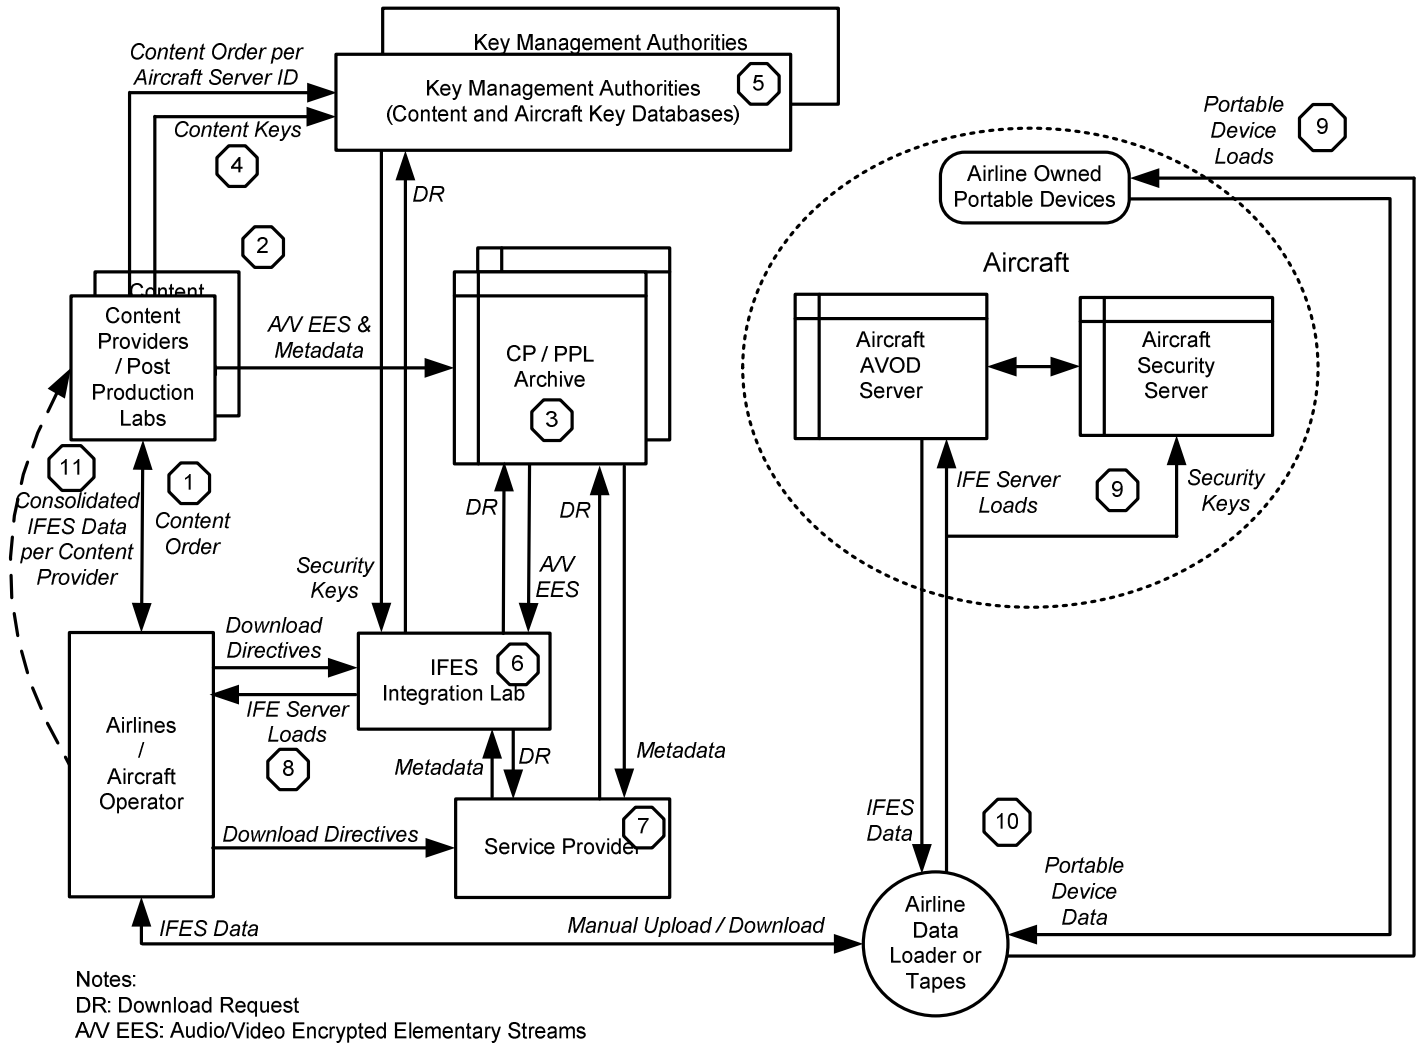 Key Management Authorities
Content Order per
Aircraft Server ID
Key Management Authorities
(Content and Aircraft Key Databases)
5
Content Keys
4
DR
2
Portable
Device
Loads
9
Airline Owned
Portable Devices
Aircraft
Content
Content
Providers
/ Post
Production
Labs
A/V EES &
Metadata
CP / PPL
Archive
3
Aircraft
AVOD
Server
Aircraft
Security
Server
11
Consolidated
IFES Data
per Content
Provider
1
Content
Order
DR
DR
IFE Server
Loads
9
Security
Keys
Security
Keys
A/V
EES
Download
Directives
IFES
Integration Lab
6
IFE Server
Loads
8
Airlines
/
Aircraft
Operator
Metadata
DR
Metadata
Download Directives
Service Provider
7
IFES
Data
10
Portable
Device
Data
IFES Data
Manual Upload / Download
Airline
Data
Loader or
Tapes
Notes:
DR: Download Request
A/V EES: Audio/Video Encrypted Elementary Streams